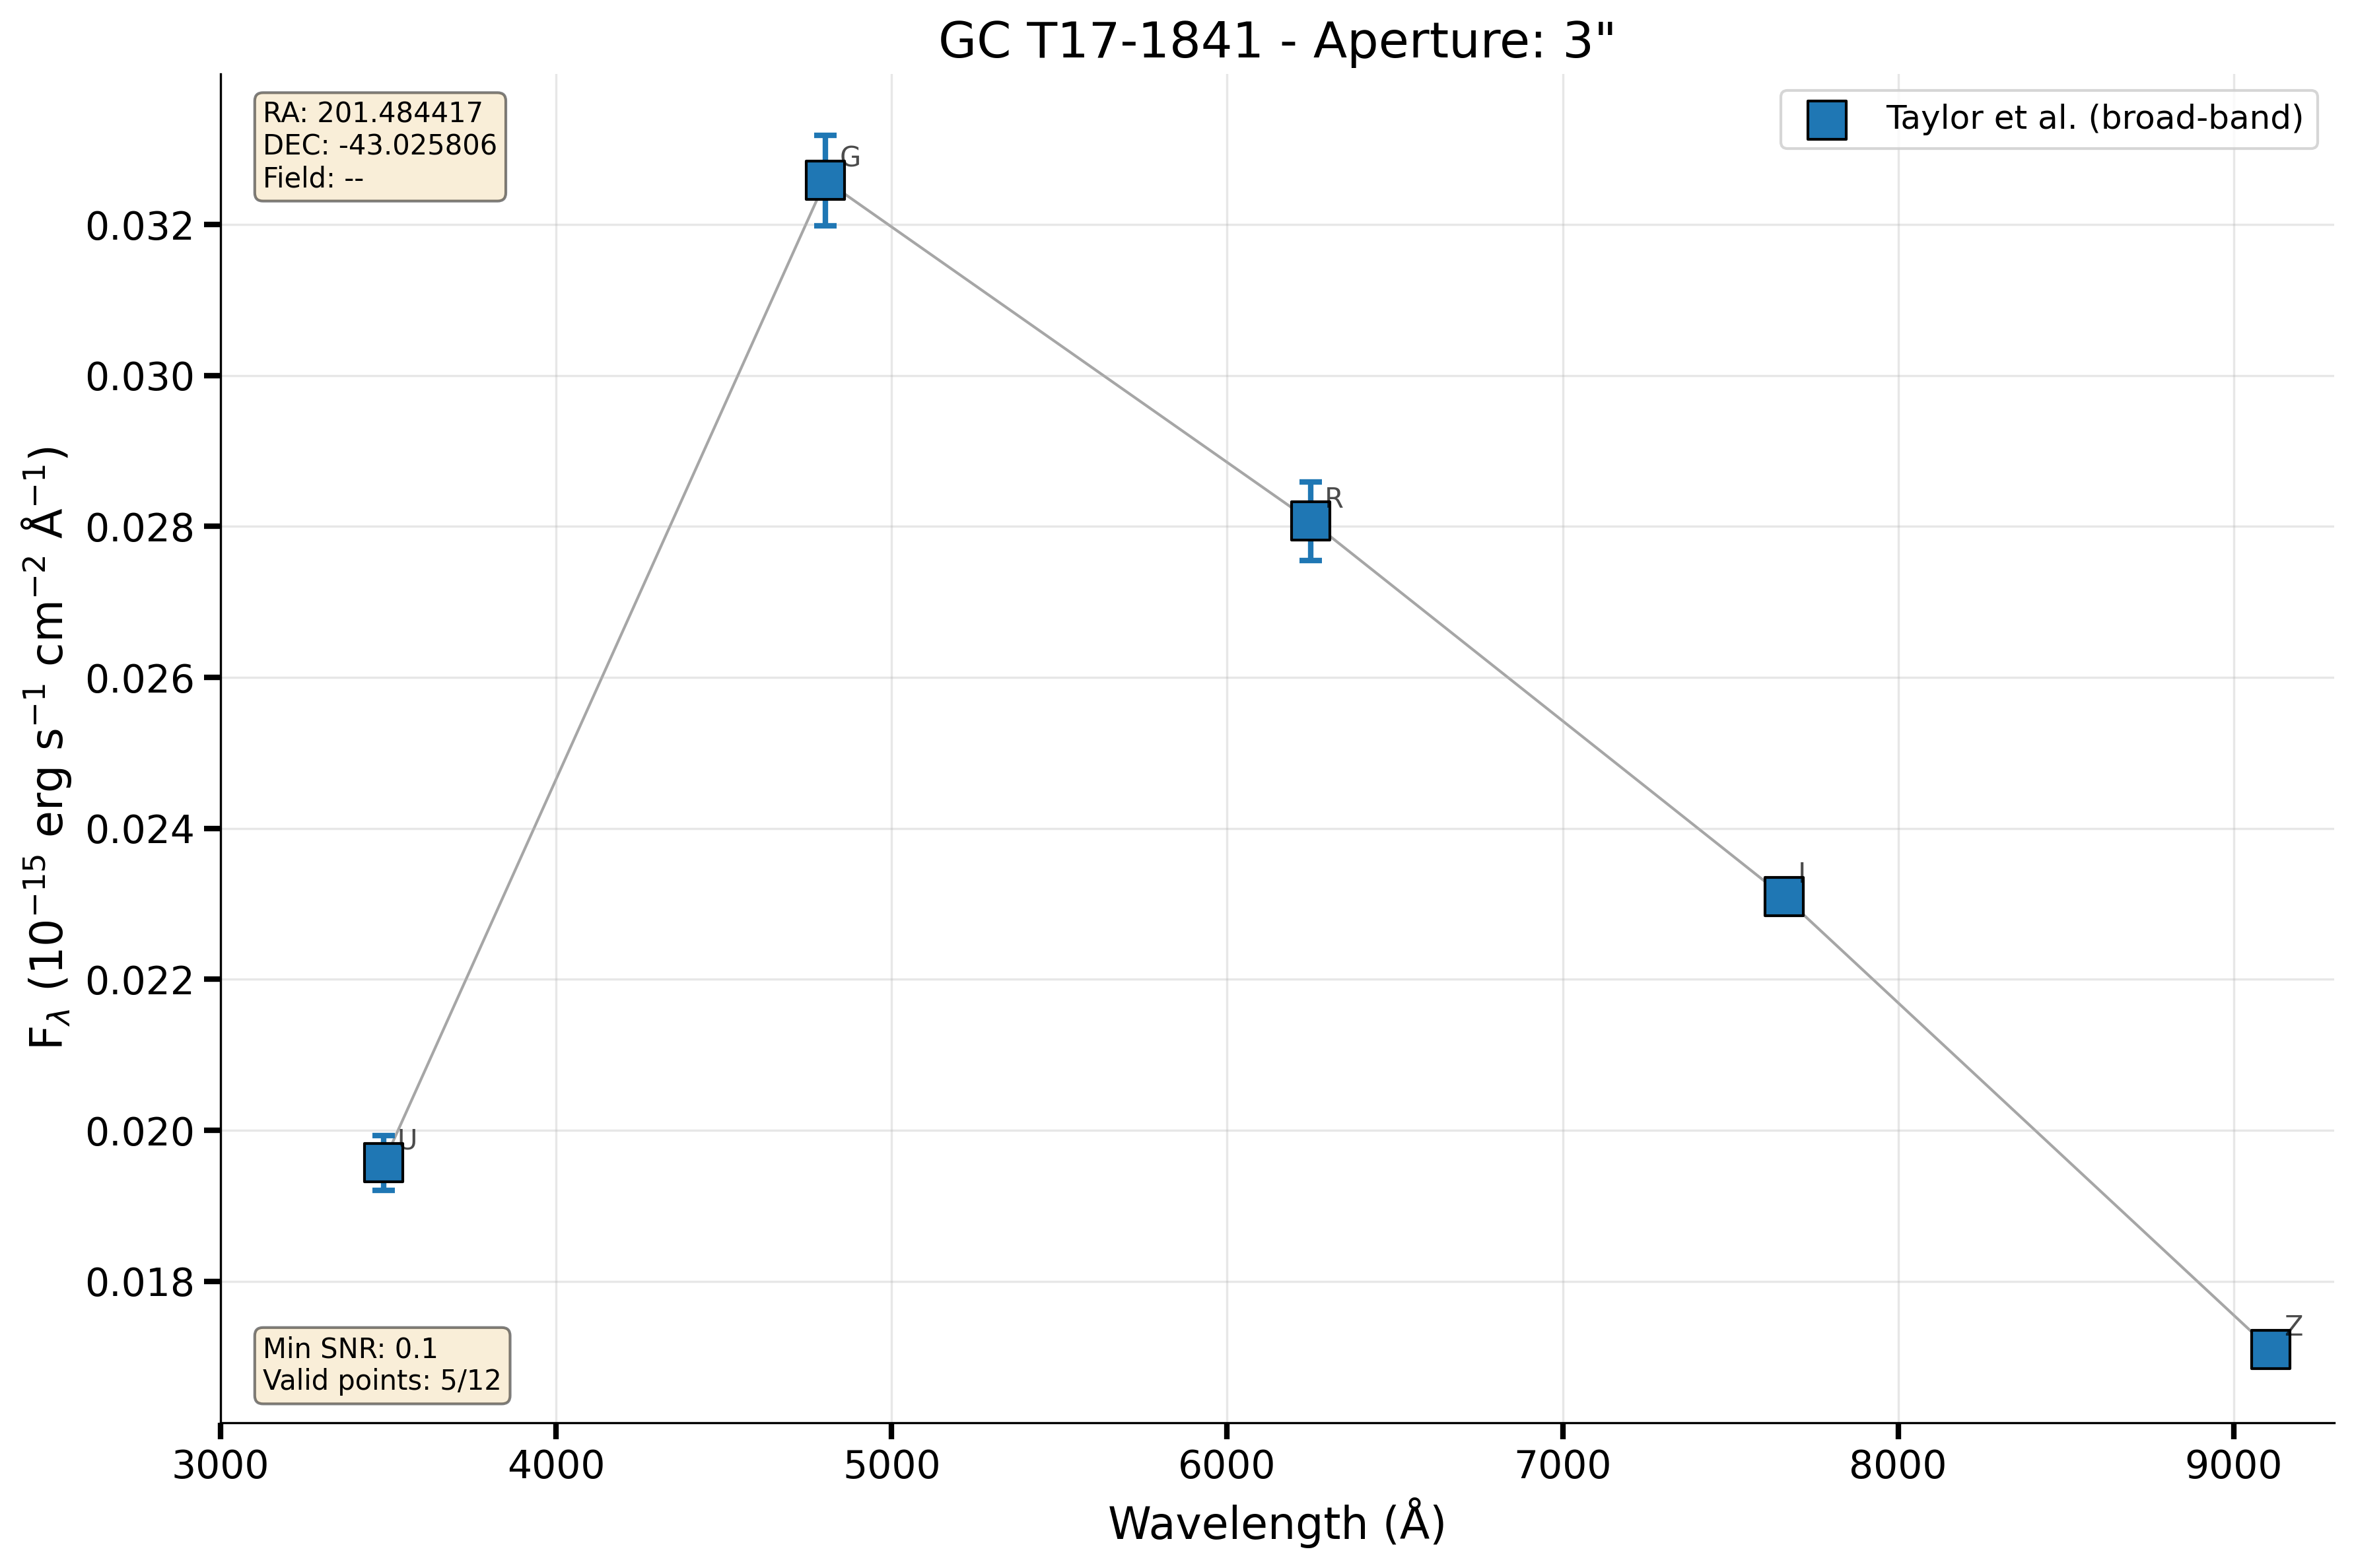 GC T17-1841 - Aperture: 3"
RA: 201.484417
DEC: -43.025806
Field: --
Taylor et al. (broad-band)
G
R
I
U
Z
0.032
0.030
0.028
0.026
0.024
0.022
0.020
0.018
F_λ (10⁻¹⁵ erg s⁻¹ cm⁻² Å⁻¹)
Min SNR: 0.1
Valid points: 5/12
3000 4000 5000 6000 7000 8000 9000
Wavelength (Å)